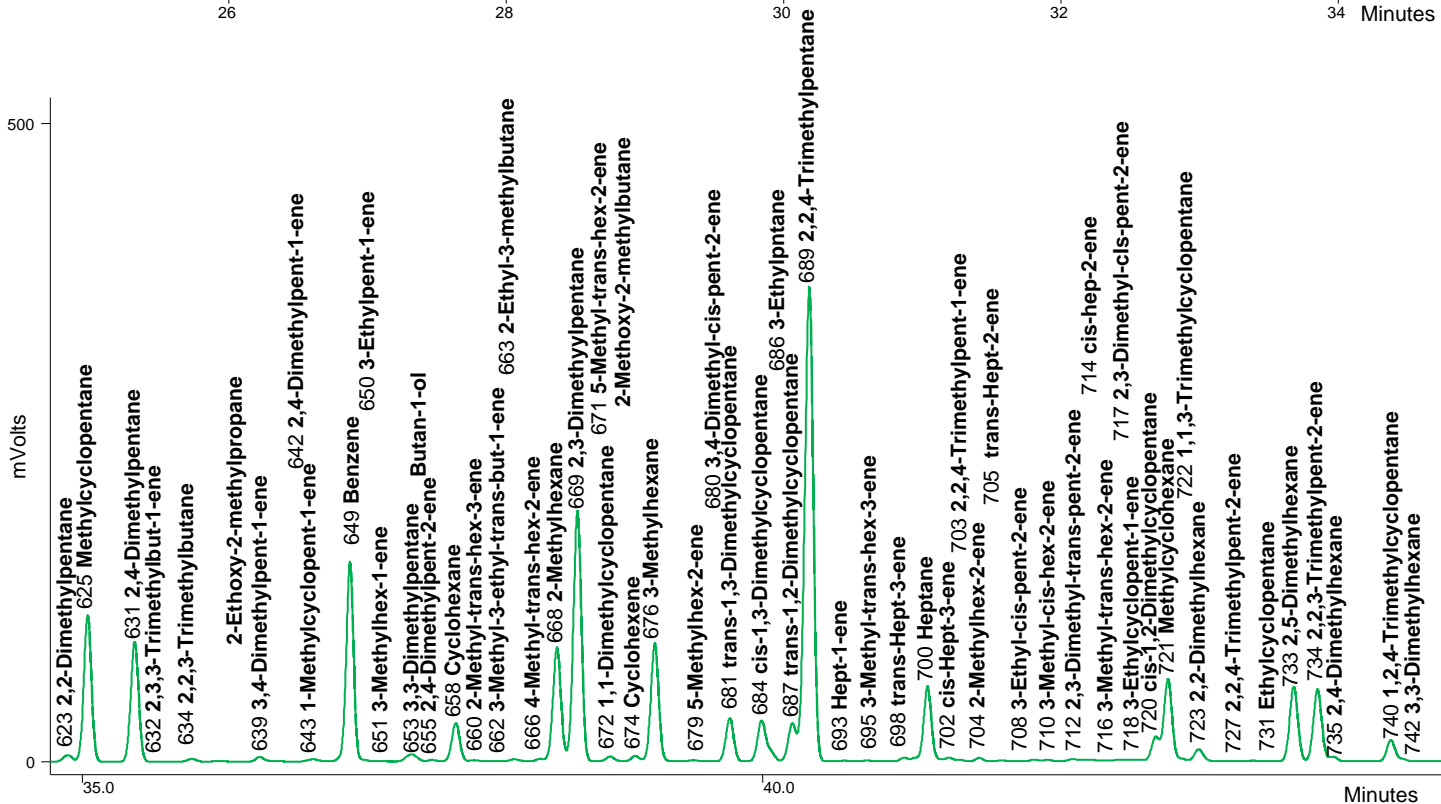 26
28
30
32
34
Minutes
500
mVolts
0
623 2,2-Dimethylpentane
625 Methylcyclopentane
631 2,4-Dimethylpentane
632 2,3,3-Trimethylbut-1-ene
634 2,2,3-Trimethylbutane
2-Ethoxy-2-methylpropane
639 3,4-Dimethylpent-1-ene
642 2,4-Dimethylpent-1-ene
643 1-Methylcyclopent-1-ene
649 Benzene
650 3-Ethylpent-1-ene
651 3-Methylhex-1-ene
653 3,3-Dimethylpentane
Butan-1-ol
655 2,4-Dimethylpent-2-ene
658 Cyclohexane
660 2-Methyl-trans-hex-3-ene
662 3-Methyl-3-ethyl-trans-but-1-ene
663 2-Ethyl-3-methylbutane
666 4-Methyl-trans-hex-2-ene
668 2-Methylhexane
669 2,3-Dimethyylpentane
671 5-Methyl-trans-hex-2-ene
672 1,1-Dimethylcyclopentane
2-Methoxy-2-methylbutane
674 Cyclohexene
676 3-Methylhexane
679 5-Methylhex-2-ene
680 3,4-Dimethyl-cis-pent-2-ene
681 trans-1,3-Dimethylcyclopentane
684 cis-1,3-Dimethylcyclopentane
686 3-Ethylpntane
687 trans-1,2-Dimethylcyclopentane
689 2,2,4-Trimethylpentane
693 Hept-1-ene
695 3-Methyl-trans-hex-3-ene
698 trans-Hept-3-ene
700 Heptane
702 cis-Hept-3-ene
703 2,2,4-Trimethylpent-1-ene
704 2-Methylhex-2-ene
705 trans-Hept-2-ene
708 3-Ethyl-cis-pent-2-ene
710 3-Methyl-cis-hex-2-ene
712 2,3-Dimethyl-trans-pent-2-ene
714 cis-hep-2-ene
716 3-Methyl-trans-hex-2-ene
717 2,3-Dimethyl-cls-pent-2-ene
718 3-Ethylcyclopent-1-ene
720 cis-1,2-Dimethylcyclopentane
721 Methylcyclohexane
722 1,1,3-Trimethylcyclopentane
723 2,2-Dimethylhexane
727 2,2,4-Trimethylpent-2-ene
731 Ethylcyclopentane
733 2,5-Dimethylhexane
734 2,2,3-Trimethylpent-2-ene
735 2,4-Dimethylhexane
740 1,2,4-Trimethylcyclopentane
742 3,3-Dimethylhexane
35.0
40.0
Minutes